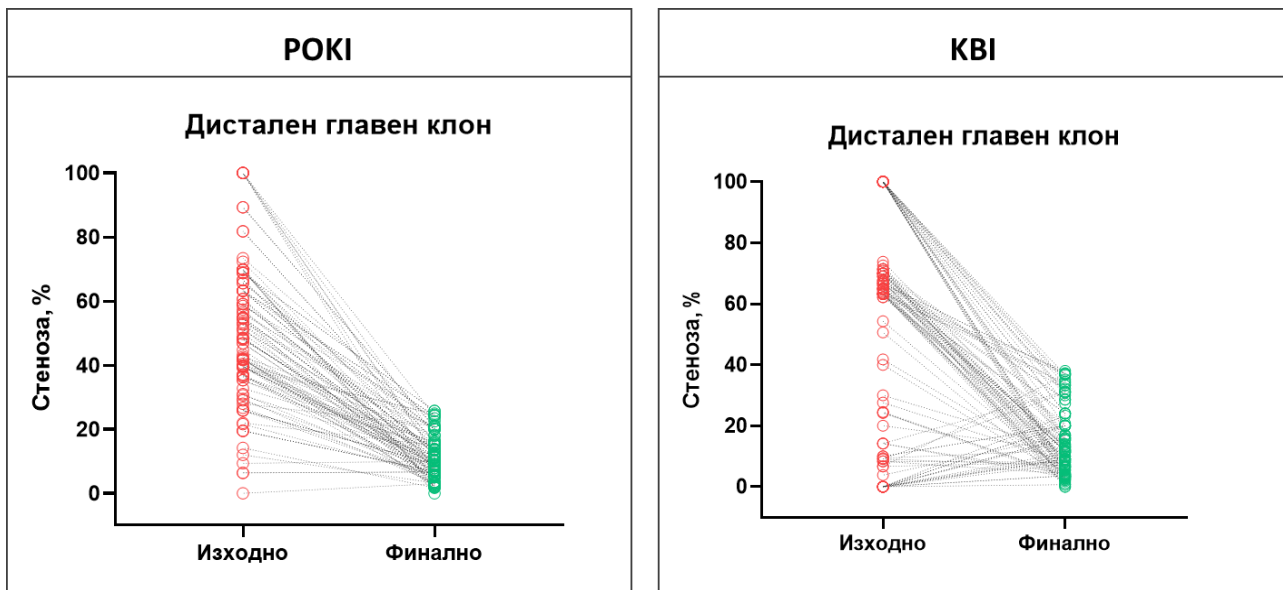 POKI
Дистален главен клон
Стеноза, %
100
80
60
40
20
0
Изходно
Финално
KBI
Дистален главен клон
Стеноза, %
100
80
60
40
20
0
Изходно
Финално